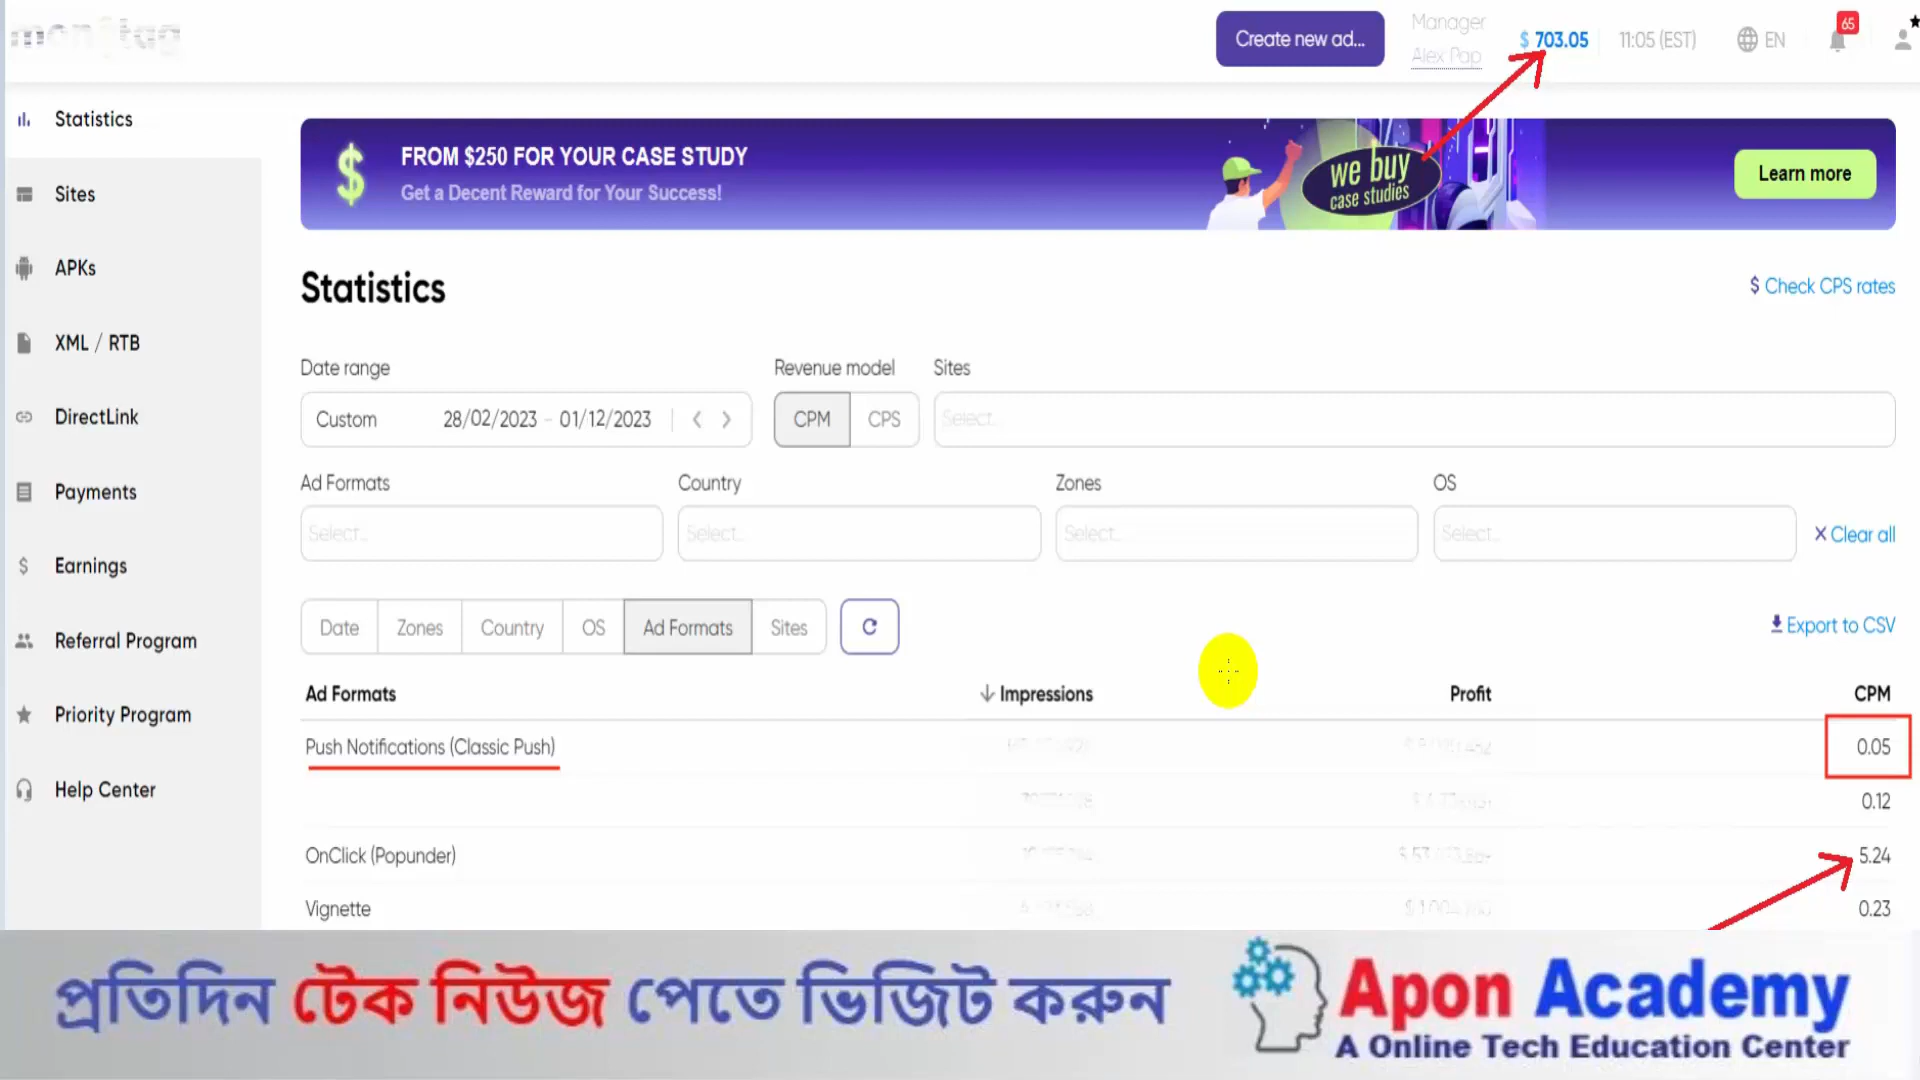 monetag
Create new ad...
Manager
Alex Pap
$ 703.05
11:05 (EST)
EN
65
Statistics
Sites
APKs
XML / RTB
DirectLink
Payments
Earnings
Referral Program
Priority Program
Help Center
$
FROM $250 FOR YOUR CASE STUDY
Get a Decent Reward for Your Success!
we buy
case studies
Learn more
Statistics
$ Check CPS rates
Date range
Revenue model
Sites
Custom 28/02/2023 - 01/12/2023
CPM CPS
Select...
Ad Formats Country Zones OS
Select... Select... Select... Select...
Clear all
Date Zones Country OS Ad Formats Sites
Export to CSV
Ad Formats Impressions Profit CPM
Push Notifications (Classic Push) 0.05
0.12
OnClick (Popunder) 5.24
Vignette 0.23
প্রতিদিন টেক নিউজ পেতে ভিজিট করুন
Apon Academy
A Online Tech Education Center